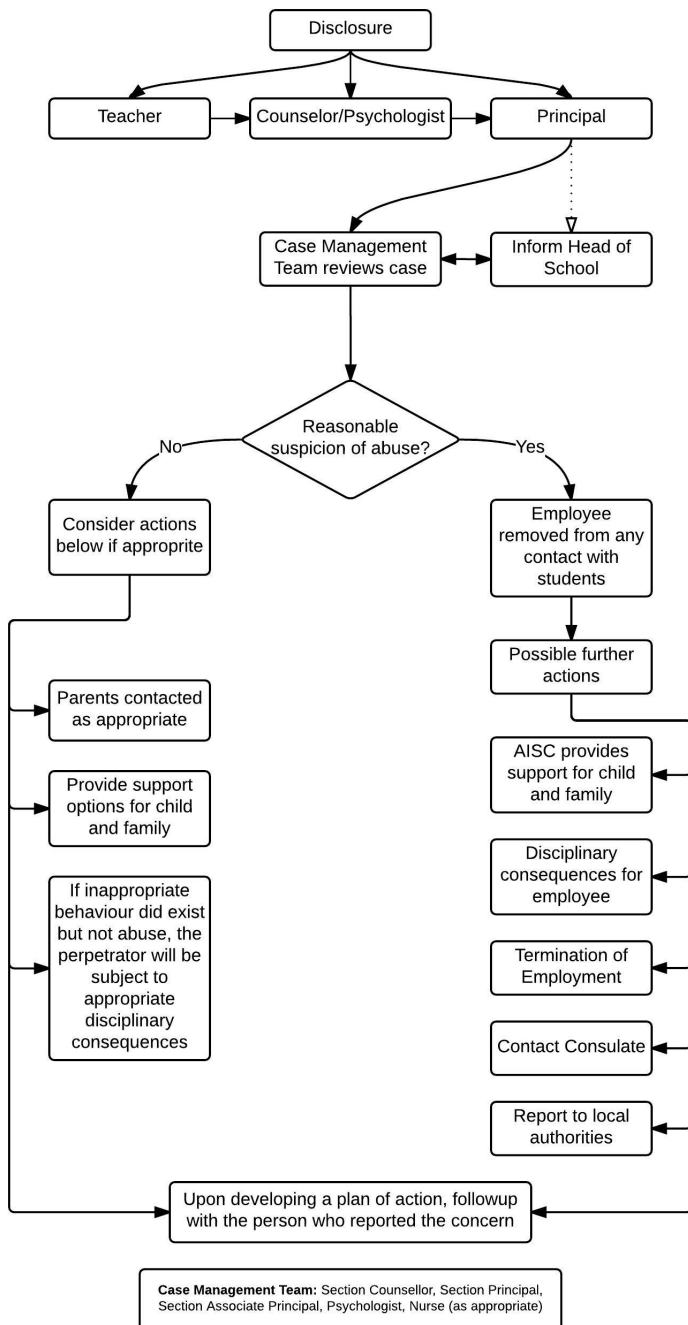 Disclosure
Teacher
Counselor/Psychologist
Principal
Case Management
Team reviews case
Inform Head of
School
Reasonable
suspicion of abuse?
No
Yes
Consider actions
below if approprite
Employee
removed from any
contact with
students
Possible further
actions
Parents contacted
as appropriate
Provide support
options for child
and family
If inappropriate
behaviour did exist
but not abuse, the
perpetrator will be
subject to
appropriate
disciplinary
consequences
AISC provides
support for child
and family
Disciplinary
consequences for
employee
Termination of
Employment
Contact Consulate
Report to local
authorities
Upon developing a plan of action, followup
with the person who reported the concern
Case Management Team: Section Counsellor, Section Principal,
Section Associate Principal, Psychologist, Nurse (as appropriate)